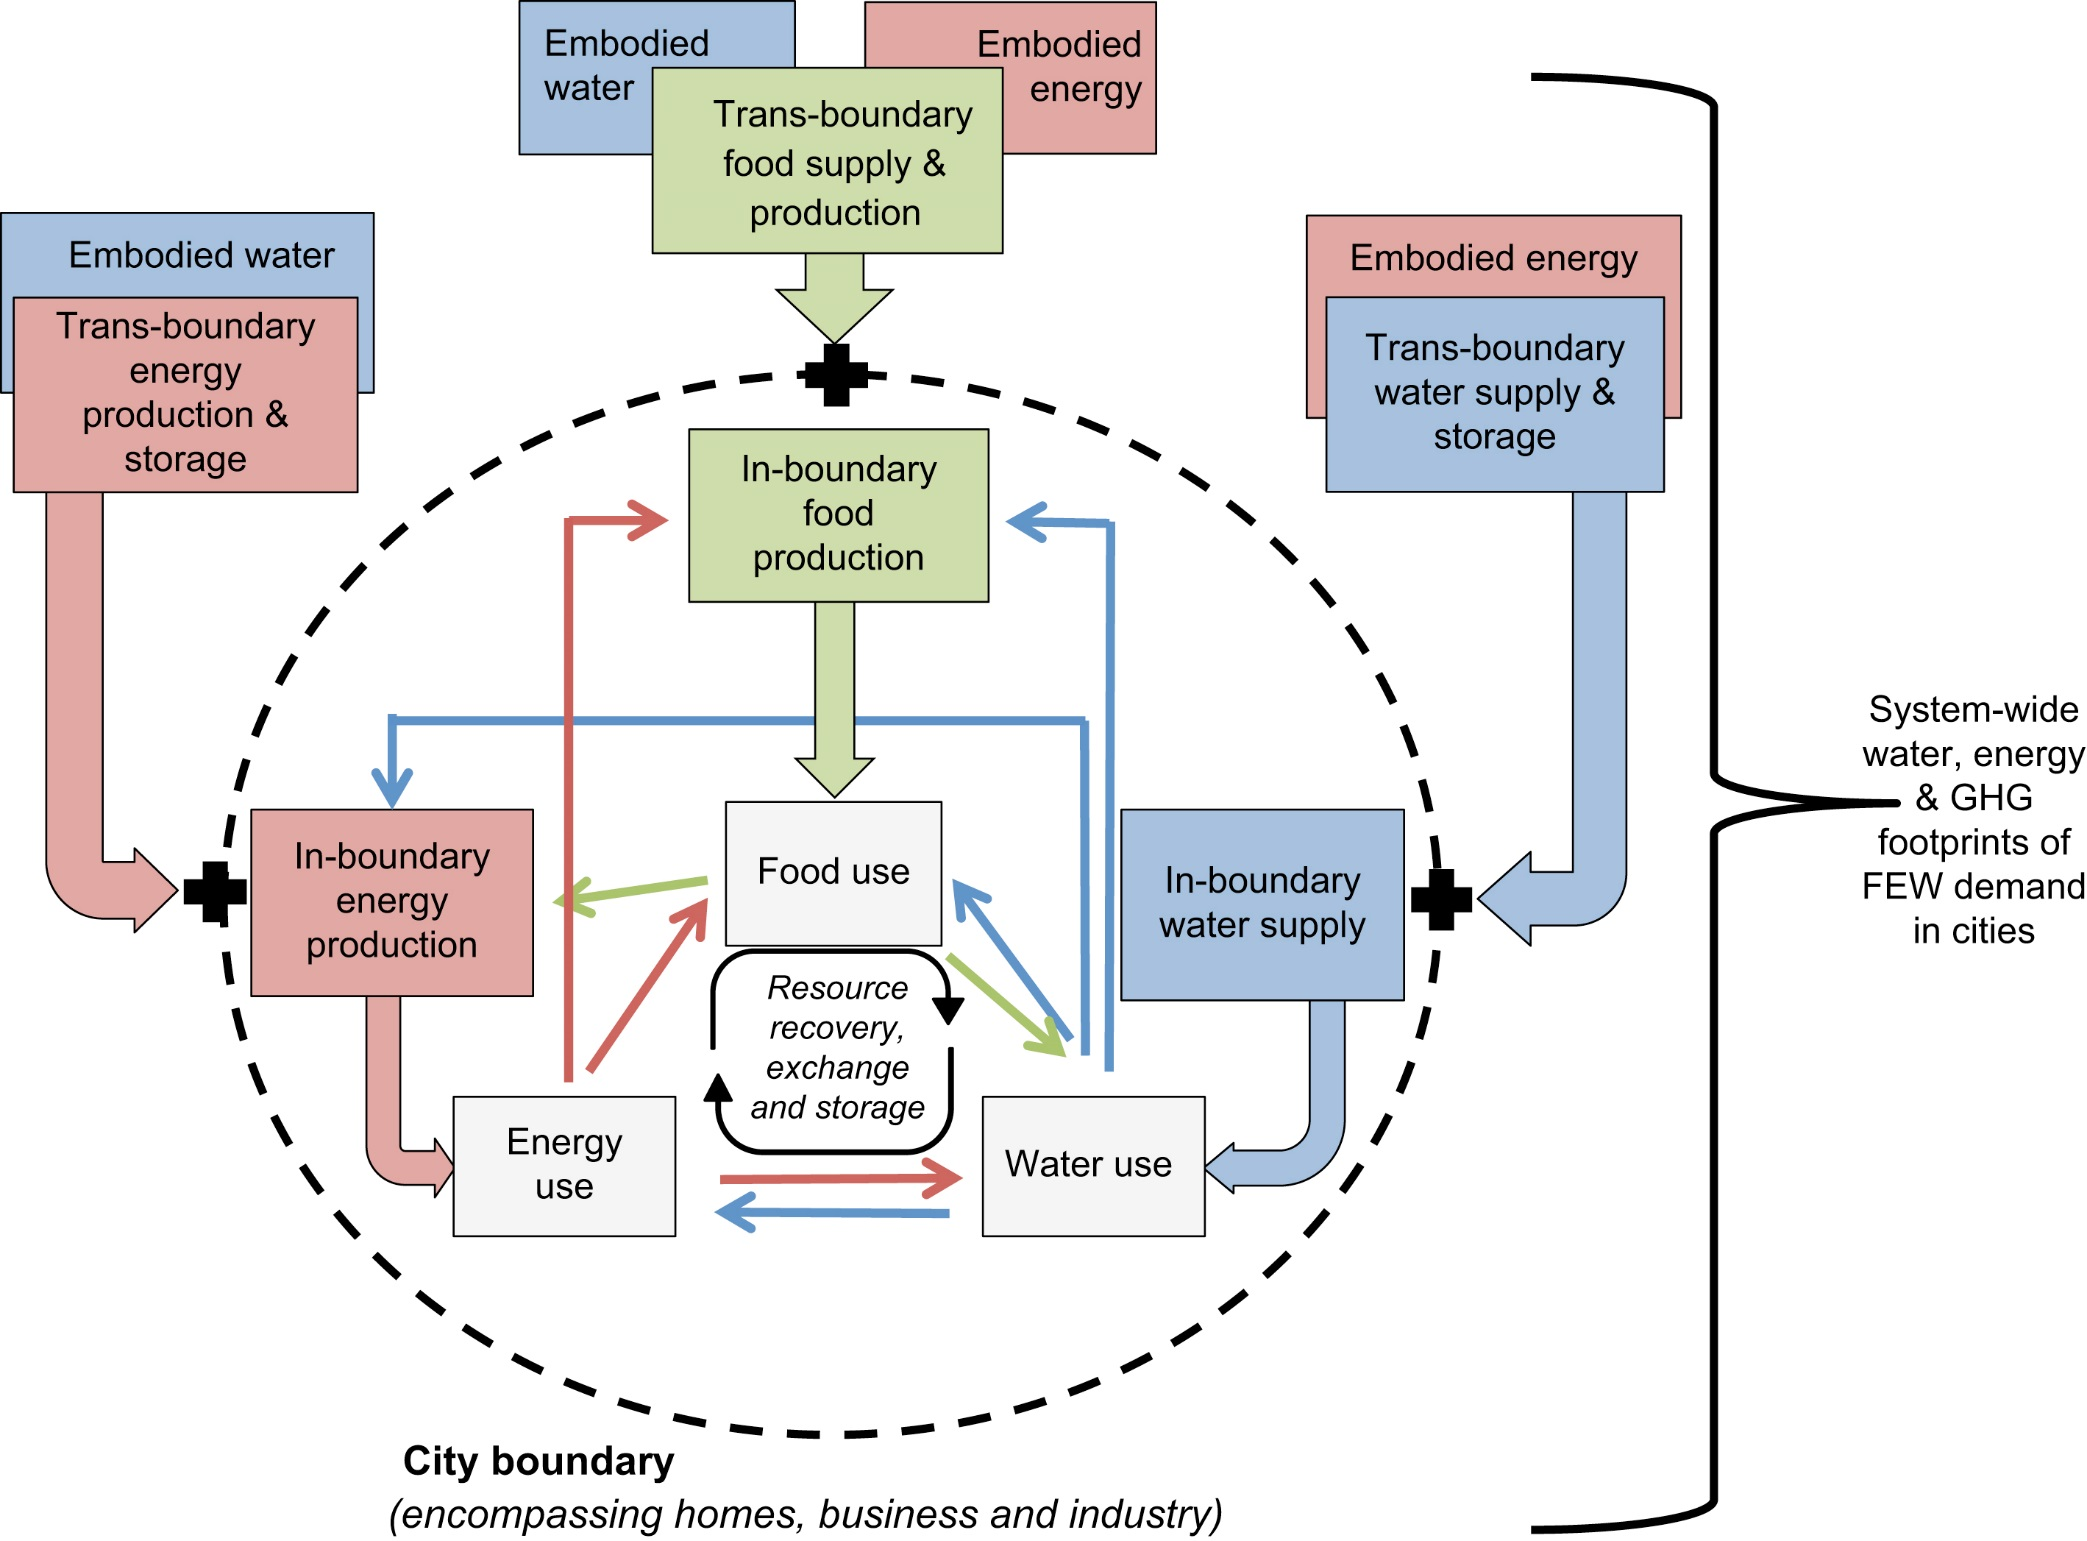 Embodied
water
Embodied
energy
Trans-boundary
food supply &
production
Embodied water
Trans-boundary
energy
production &
storage
Embodied energy
Trans-boundary
water supply &
storage
In-boundary
food
production
In-boundary
energy
production
Food use
In-boundary
water supply
Resource
recovery,
exchange
and storage
Energy
use
Water use
System-wide
water, energy
& GHG
footprints of
FEW demand
in cities
City boundary
(encompassing homes, business and industry)